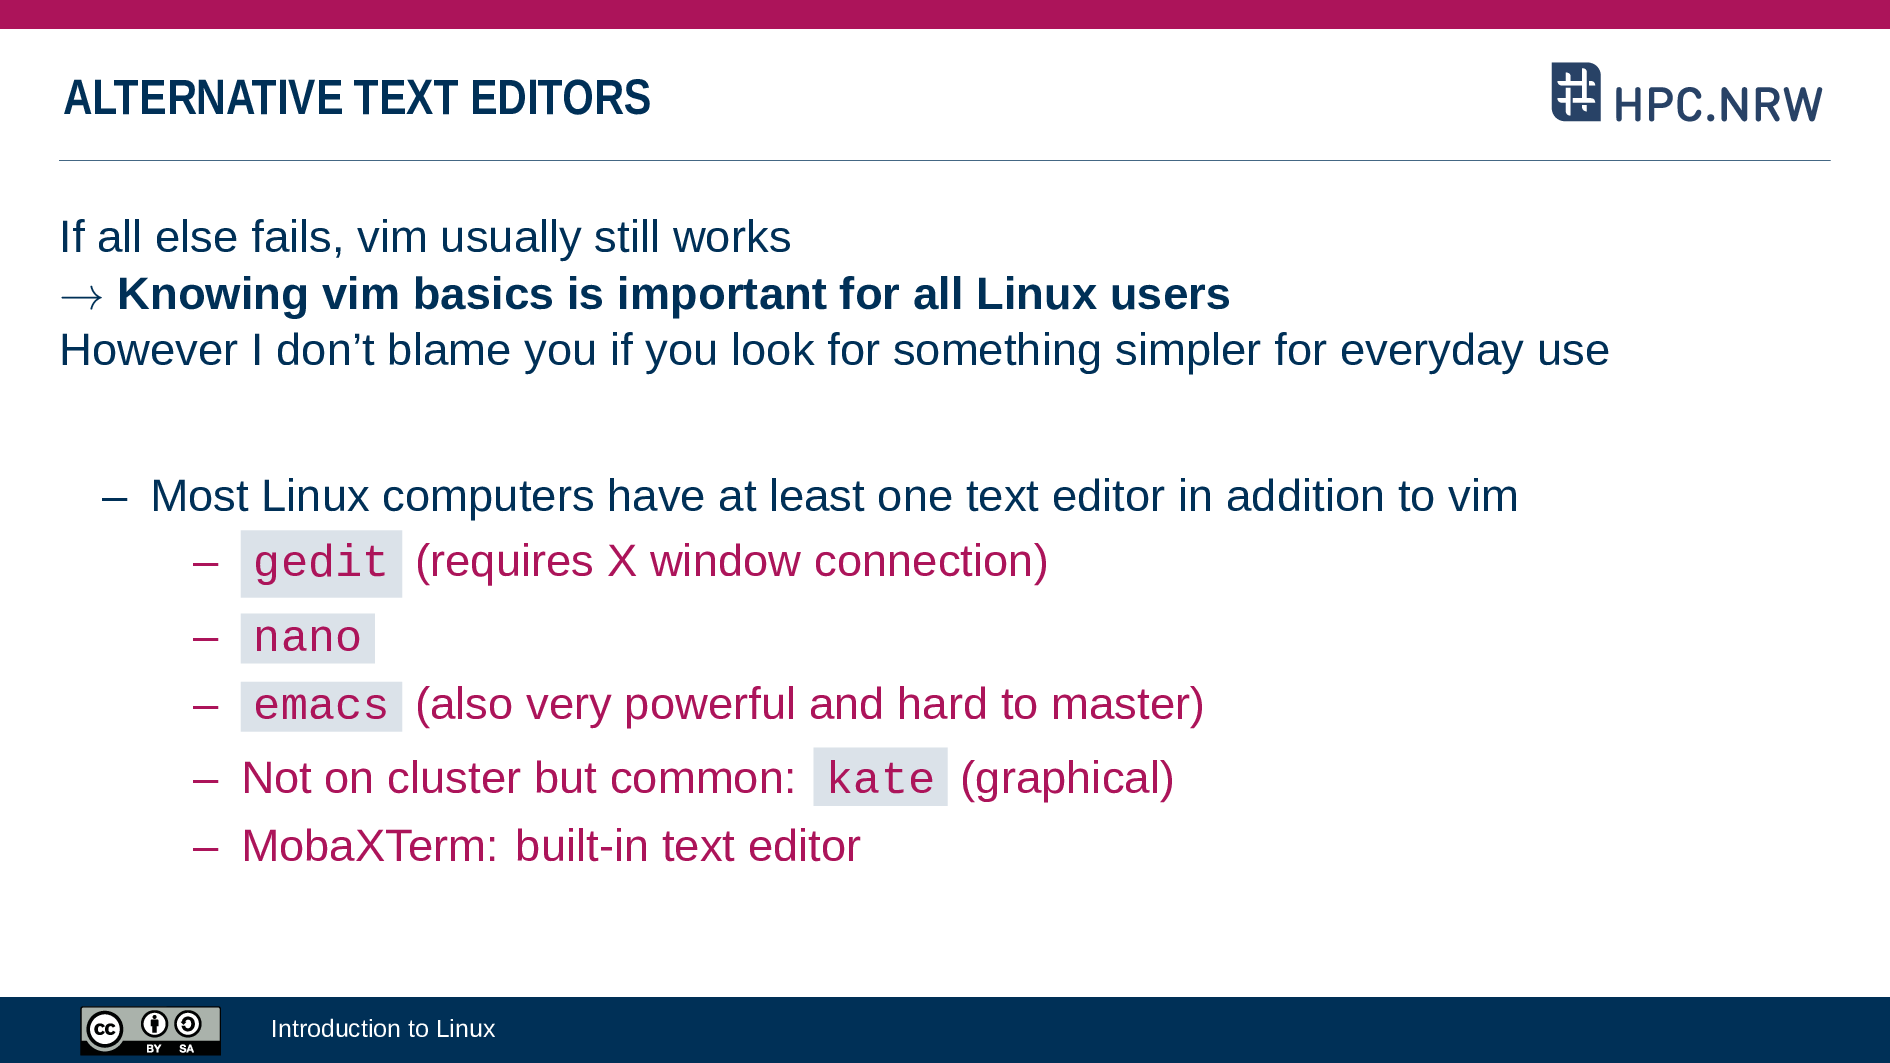 ALTERNATIVE TEXT EDITORS
HPC.NRW
If all else fails, vim usually still works
→ Knowing vim basics is important for all Linux users
However I don’t blame you if you look for something simpler for everyday use
– Most Linux computers have at least one text editor in addition to vim
– gedit (requires X window connection)
– nano
– emacs (also very powerful and hard to master)
– Not on cluster but common: kate (graphical)
– MobaXTerm: built-in text editor
cc BY SA
Introduction to Linux